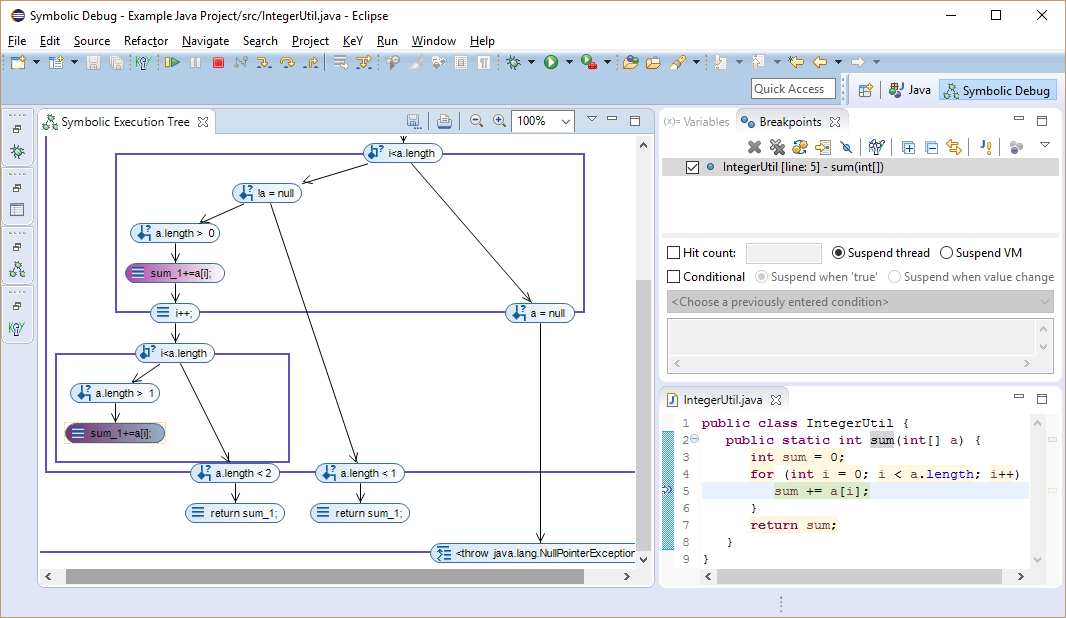 Symbolic Debug - Example Java Project/src/IntegerUtil.java - Eclipse
File Edit Source Refactor Navigate Search Project KeY Run Window Help
Quick Access
Java
Symbolic Debug
Symbolic Execution Tree
100%
i<a.length
!a = null
a.length > 0
sum_1+=a[i];
i++;
a = null
i<a.length
a.length > 1
sum_1+=a[i];
a.length < 2
a.length < 1
return sum_1;
return sum_1;
<throw java.lang.NullPointerException
(x)= Variables
Breakpoints
IntegerUtil [line: 5] - sum(int[])
Hit count:
Suspend thread
Suspend VM
Conditional
Suspend when 'true'
Suspend when value change
<Choose a previously entered condition>
IntegerUtil.java
1 public class IntegerUtil {
2 public static int sum(int[] a) {
3 int sum = 0;
4 for (int i = 0; i < a.length; i++)
5 sum += a[i];
6 }
7 return sum;
8 }
9 }